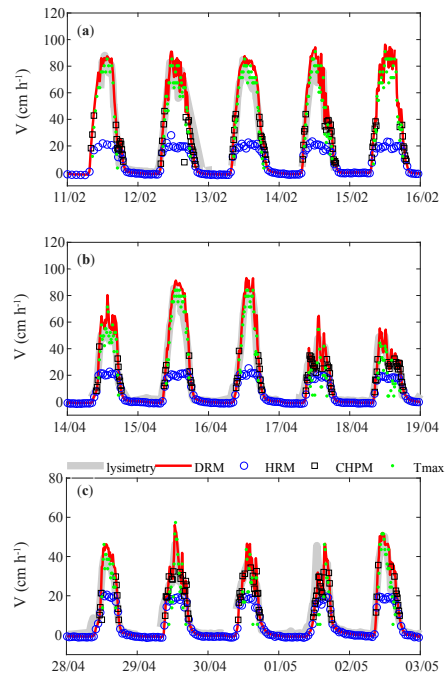 (a)
V (cm h⁻¹)
120
100
80
60
40
20
0
11/02 12/02 13/02 14/02 15/02 16/02
(b)
V (cm h⁻¹)
120
100
80
60
40
20
0
14/04 15/04 16/04 17/04 18/04 19/04
lysimetry DRM HRM CHPM Tmax
(c)
V (cm h⁻¹)
80
60
40
20
0
28/04 29/04 30/04 01/05 02/05 03/05